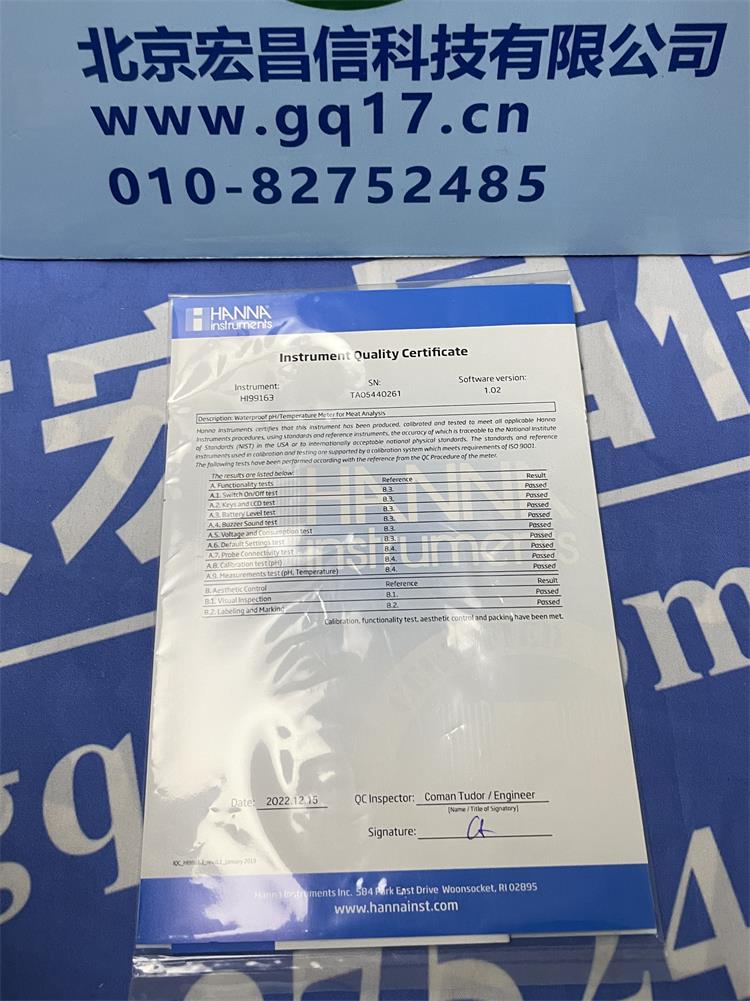 北京宏昌信科技有限公司
www.gq17.cn
010-82752485
HANNA
instruments
Instrument Quality Certificate
Instrument: SN: Software version:
HI99163 TA05440261 1.02
Description: Waterproof pH/Temperature Meter for Meat Analysis
Hanna Instruments certifies that this instrument has been produced, calibrated and tested to meet all applicable Hanna
Instruments procedures, using standards and reference instruments, the accuracy of which is traceable to the National Institute
of Standards (NIST) in the USA or to internationally acceptable national physical standards. The standards and reference
instruments used in calibration and testing are supported by a calibration system which meets requirements of ISO 9001.
The following tests have been performed according with the reference from the QC Procedure of the meter.
The results are listed below:
A. Functionality tests Reference Result
A.1. Switch On/Off test B.3. Passed
A.2. Keys and LCD test B.3. Passed
A.3. Battery Level test B.3. Passed
A.4. Buzzer Sound test B.3. Passed
A.5. Voltage and Consumption test B.3. Passed
A.6. Default Settings test B.3. Passed
A.7. Probe Connectivity test B.4. Passed
A.8. Calibration test (pH) B.4. Passed
A.9. Measurements test (pH, Temperature) B.4. Passed
B. Aesthetic Control Reference Result
B.1. Visual Inspection B.1. Passed
B.2. Labeling and Marking B.2. Passed
Calibration, functionality test, aesthetic control and packing have been met.
HANNA
instruments
Date: 2022.12.15 QC Inspector: Coman Tudor / Engineer
[Name / Title of Signatory]
Signature:
Hanna Instruments Inc. 584 Park East Drive Woonsocket, RI 02895
www.hannainst.com